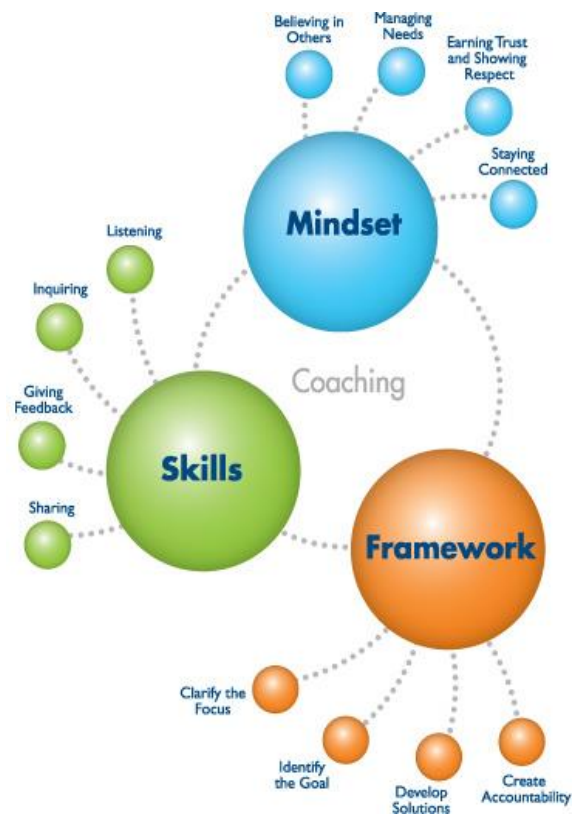 Believing in
Others
Managing
Needs
Earning Trust
and Showing
Respect
Staying
Connected
Mindset
Listening
Inquiring
Giving
Feedback
Sharing
Skills
Coaching
Framework
Clarify the
Focus
Identify
the Goal
Develop
Solutions
Create
Accountability